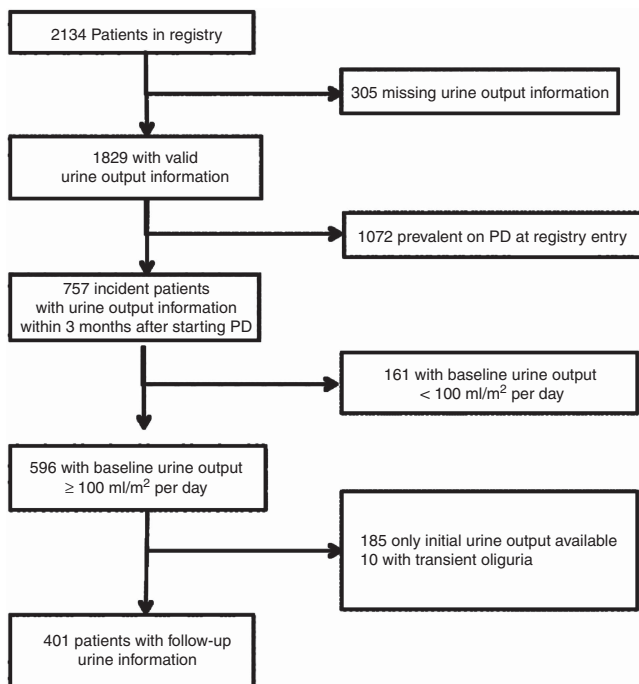 2134 Patients in registry
305 missing urine output information
1829 with valid
urine output information
1072 prevalent on PD at registry entry
757 incident patients
with urine output information
within 3 months after starting PD
161 with baseline urine output
< 100 ml/m² per day
596 with baseline urine output
≥ 100 ml/m² per day
185 only initial urine output available
10 with transient oliguria
401 patients with follow-up
urine information